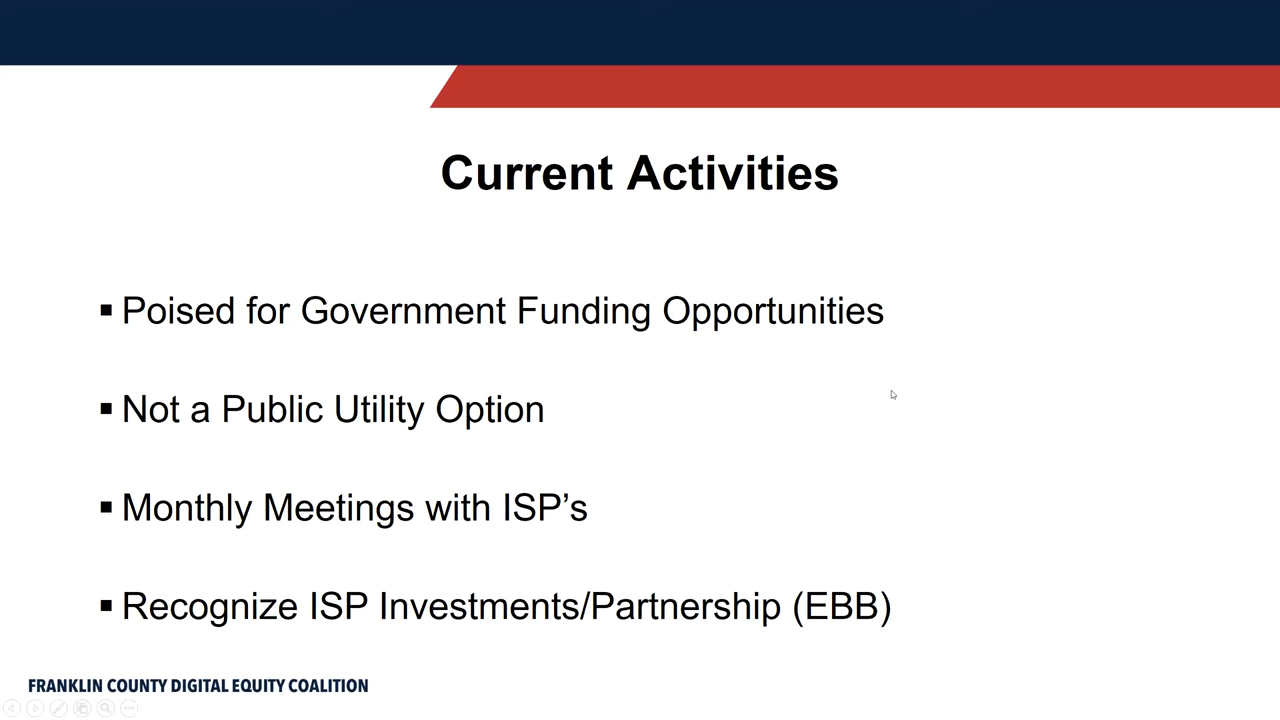 Current Activities
▪ Poised for Government Funding Opportunities
▪ Not a Public Utility Option
▪ Monthly Meetings with ISP’s
▪ Recognize ISP Investments/Partnership (EBB)
FRANKLIN COUNTY DIGITAL EQUITY COALITION